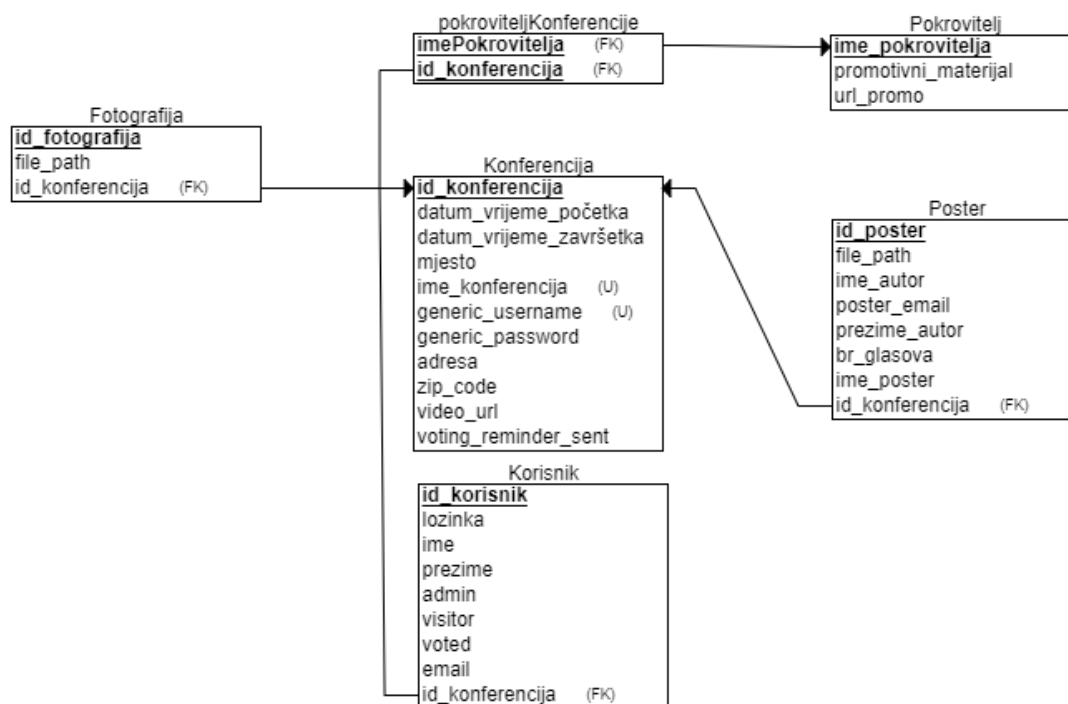 pokroviteljKonferencije
imePokrovitelja (FK)
id_konferencija (FK)
Pokrovitelj
ime_pokrovitelja
promotivni_materijal
url_promo
Fotografija
id_fotografija
file_path
id_konferencija (FK)
Konferencija
id_konferencija
datum_vrijeme_početka
datum_vrijeme_završetka
mjesto
ime_konferencija (U)
generic_username (U)
generic_password
adresa
zip_code
video_url
voting_reminder_sent
Poster
id_poster
file_path
ime_autor
poster_email
prezime_autor
br_glasova
ime_poster
id_konferencija (FK)
Korisnik
id_korisnik
lozinka
ime
prezime
admin
visitor
voted
email
id_konferencija (FK)